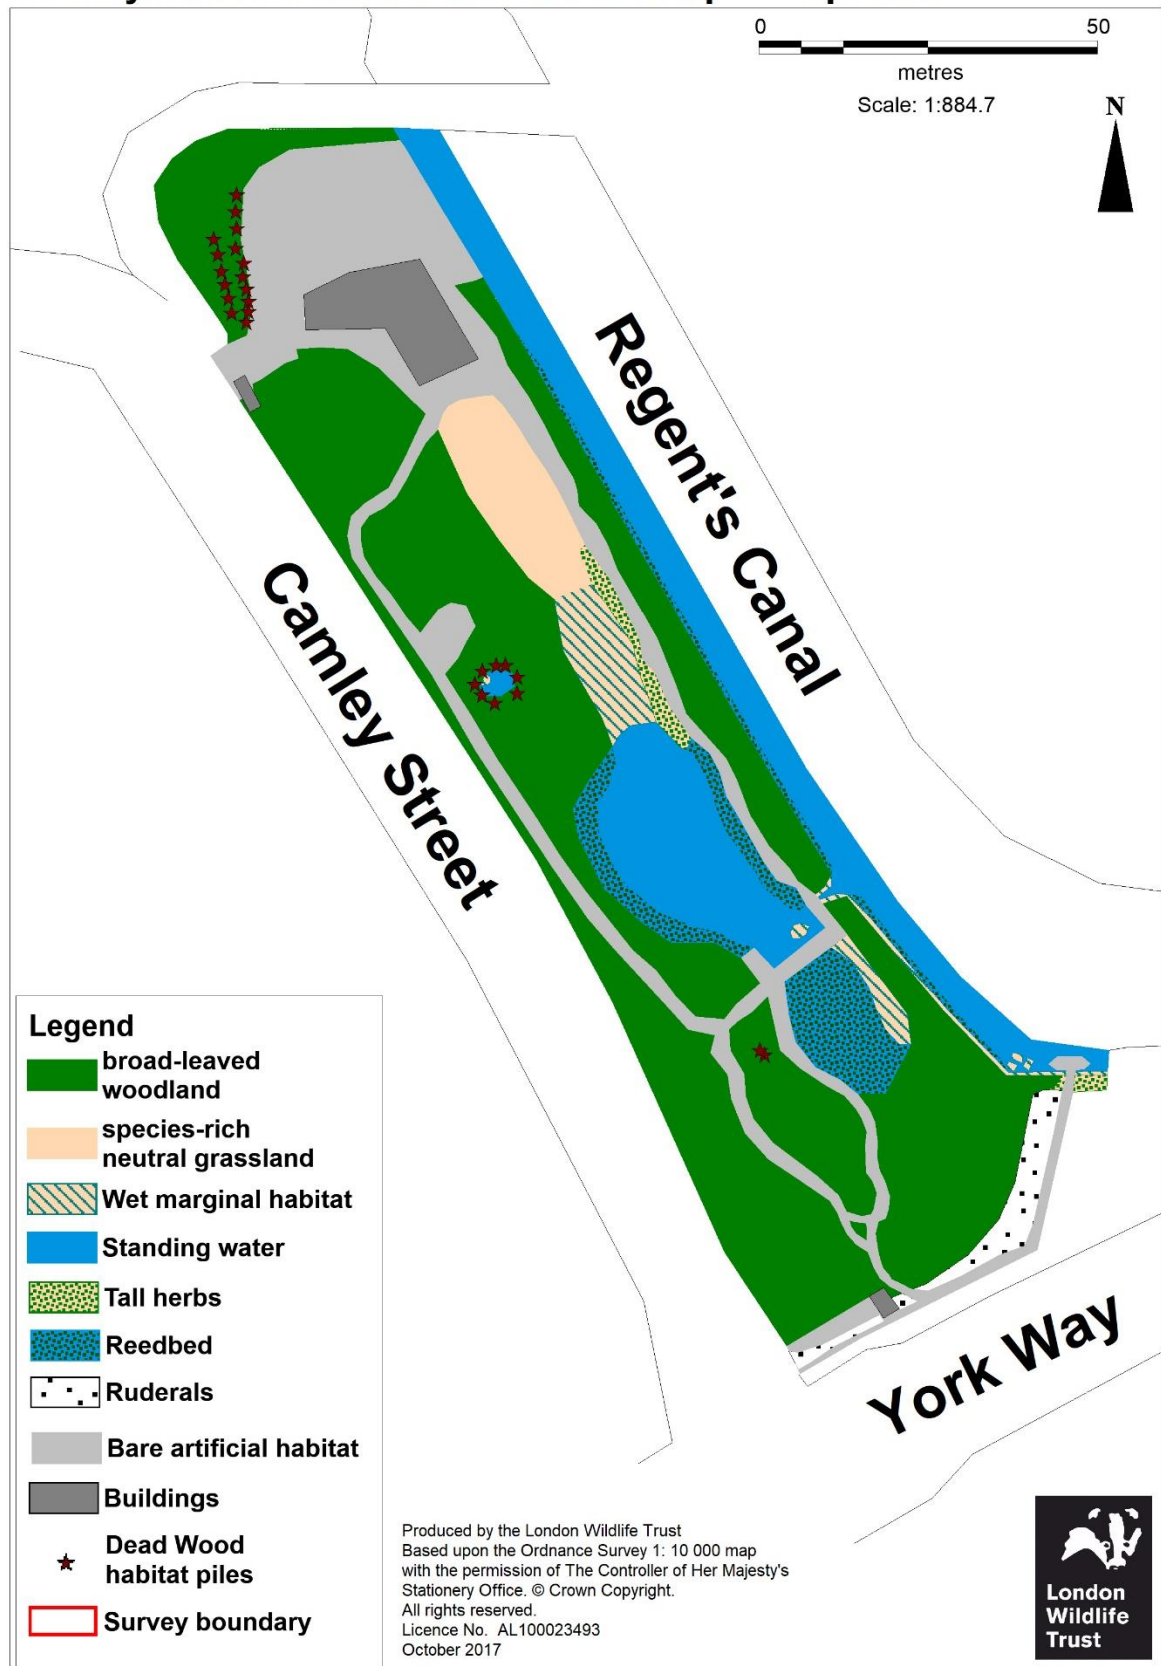 0 50
metres
Scale: 1:884.7
N
Regent's Canal
Camley Street
York Way
Legend
broad-leaved
woodland
species-rich
neutral grassland
Wet marginal habitat
Standing water
Tall herbs
Reedbed
Ruderals
Bare artificial habitat
Buildings
Dead Wood
habitat piles
Survey boundary
Produced by the London Wildlife Trust
Based upon the Ordnance Survey 1: 10 000 map
with the permission of The Controller of Her Majesty's
Stationery Office. © Crown Copyright.
All rights reserved.
Licence No. AL100023493
October 2017
London
Wildlife
Trust